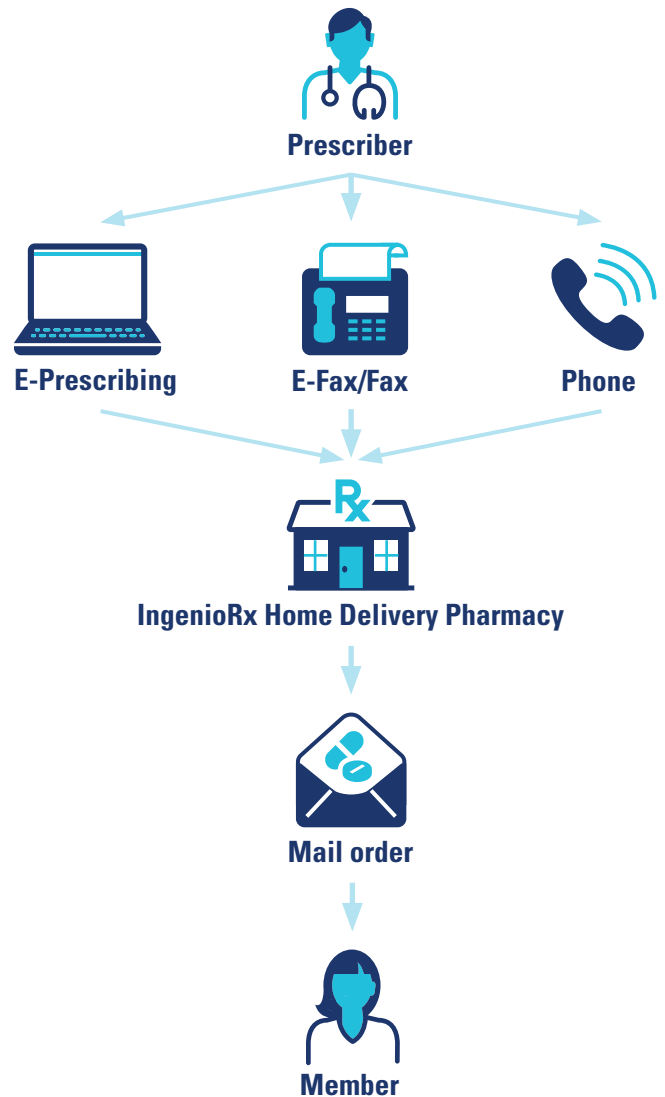 Prescriber
E-Prescribing
E-Fax/Fax
Phone
Rx
IngenioRx Home Delivery Pharmacy
Mail order
Member